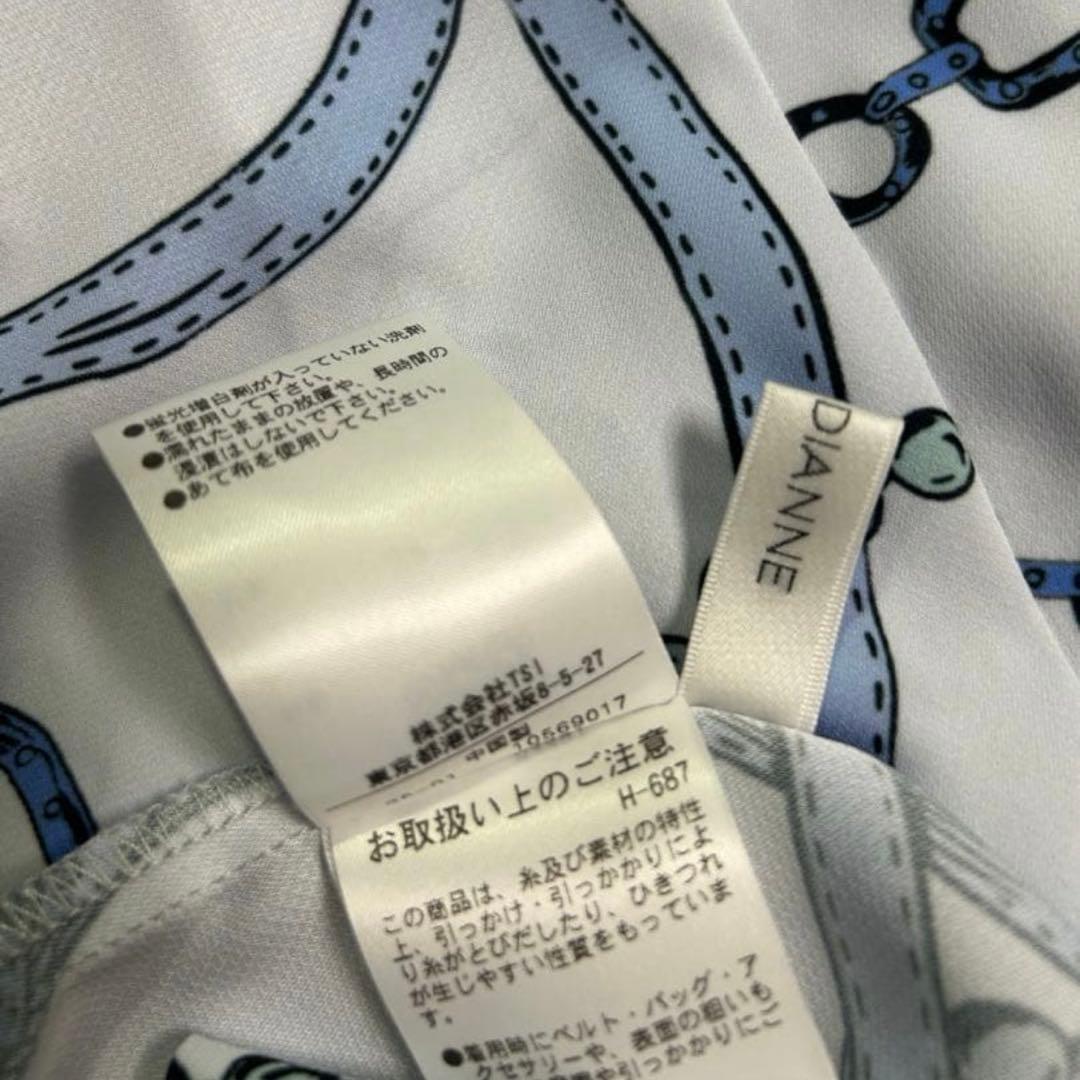 ●蛍光増白剤が入っていない洗剤
を使用して下さい。
●濡れたままの放置や、長時間の
浸漬はしないで下さい。
●あて布を使用してください。
株式会社TSI
東京都港区赤坂8-5-27
中国製 10569017
お取扱い上のご注意
H-687
この商品は、糸及び素材の特性
上、引っかけ・引っかかりによ
り糸がとびだしたり、ひきつれ
が生じやすい性質をもっていま
す。
●着用時にベルト・バッグ・ア
クセサリーや、表面の粗いも
や引っかかりにご
DIANNE